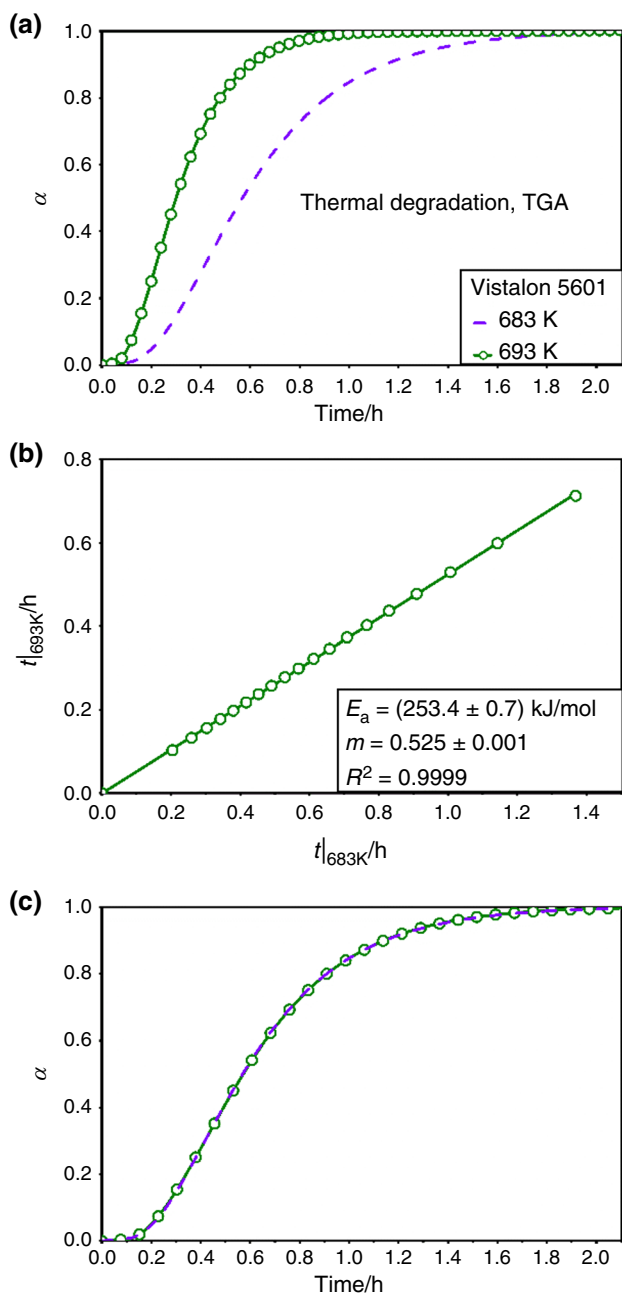 (a)
1.0
0.8
0.6
0.4
0.2
0.0
α
Thermal degradation, TGA
Vistalon 5601
683 K
693 K
0.0 0.2 0.4 0.6 0.8 1.0 1.2 1.4 1.6 1.8 2.0
Time/h
(b)
0.8
0.6
0.4
0.2
0.0
t|693K/h
Ea = (253.4 ± 0.7) kJ/mol
m = 0.525 ± 0.001
R² = 0.9999
0.0 0.2 0.4 0.6 0.8 1.0 1.2 1.4
t|683K/h
(c)
1.0
0.8
0.6
0.4
0.2
0.0
α
0.0 0.2 0.4 0.6 0.8 1.0 1.2 1.4 1.6 1.8 2.0
Time/h